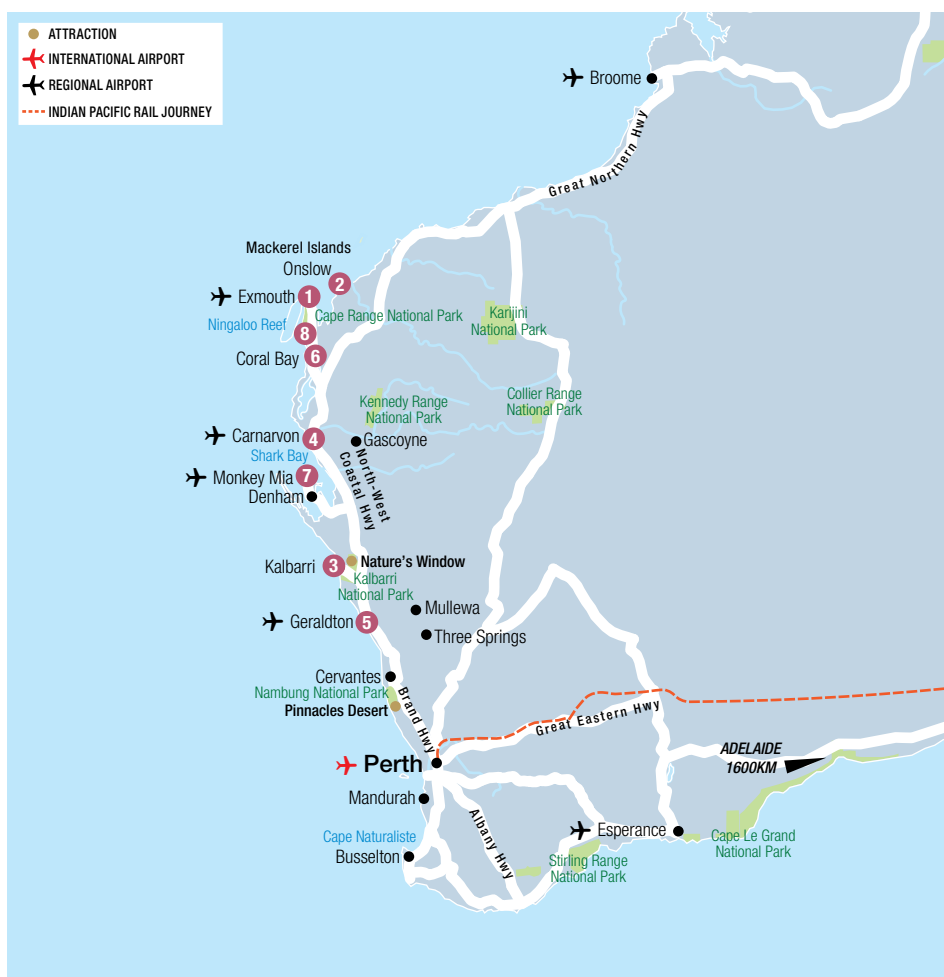 ATTRACTION
INTERNATIONAL AIRPORT
REGIONAL AIRPORT
INDIAN PACIFIC RAIL JOURNEY
Broome
Great Northern Hwy
Mackerel Islands
Onslow
2
Exmouth
1
Cape Range National Park
Ningaloo Reef
8
Coral Bay
6
Karijini
National Park
Kennedy Range
National Park
Collier Range
National Park
Carnarvon
4
Gascoyne
Shark Bay
North-West
Coastal Hwy
Monkey Mia
7
Denham
Kalbarri
3
Nature's Window
Kalbarri
National Park
Mullewa
Geraldton
5
Three Springs
Cervantes
Nambung National Park
Pinnacles Desert
Brand Hwy
Great Eastern Hwy
Perth
ADELAIDE
1600KM
Mandurah
Albany Hwy
Esperance
Cape Le Grand
National Park
Cape Naturaliste
Busselton
Stirling Range
National Park